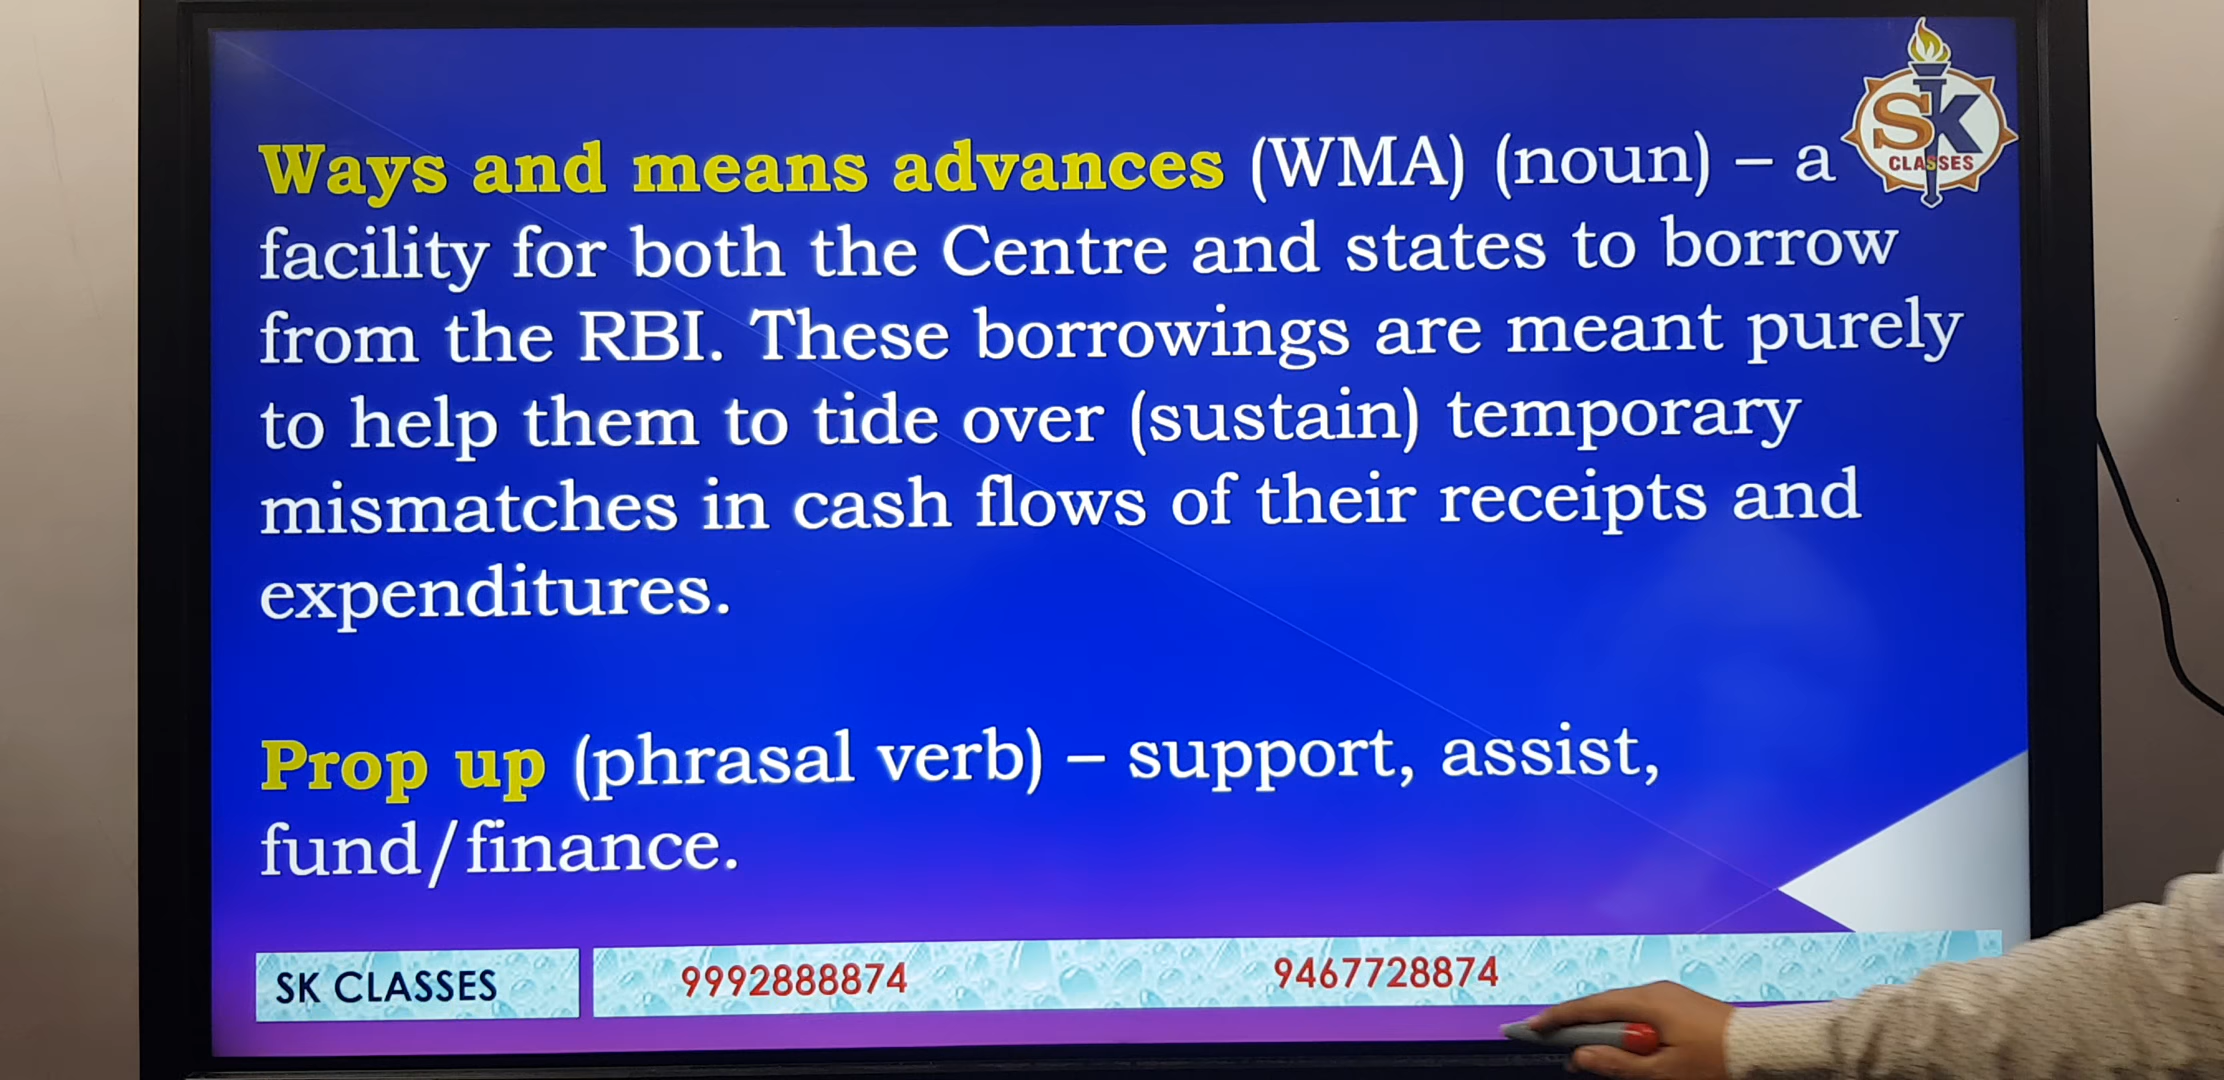 Ways and means advances (WMA) (noun) – a
facility for both the Centre and states to borrow
from the RBI. These borrowings are meant purely
to help them to tide over (sustain) temporary
mismatches in cash flows of their receipts and
expenditures.
Prop up (phrasal verb) – support, assist,
fund/finance.
SK
CLASSES
SK CLASSES
9992888874
9467728874